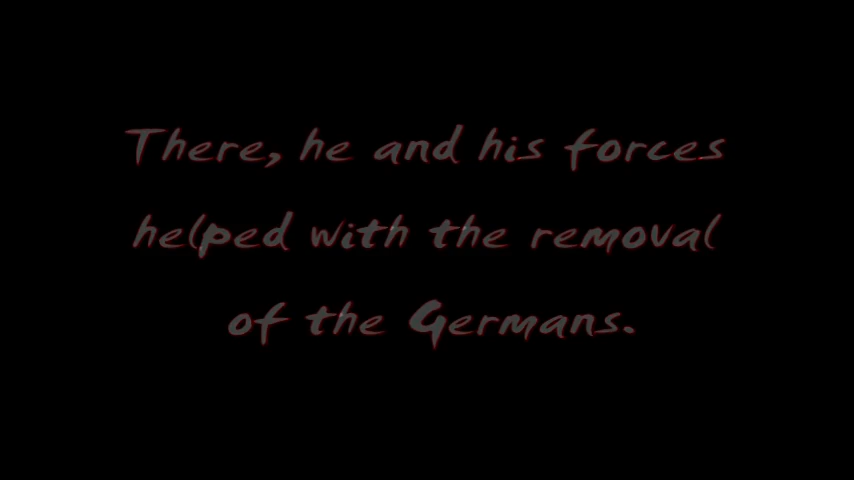 There, he and his forces
helped with the removal
of the Germans.